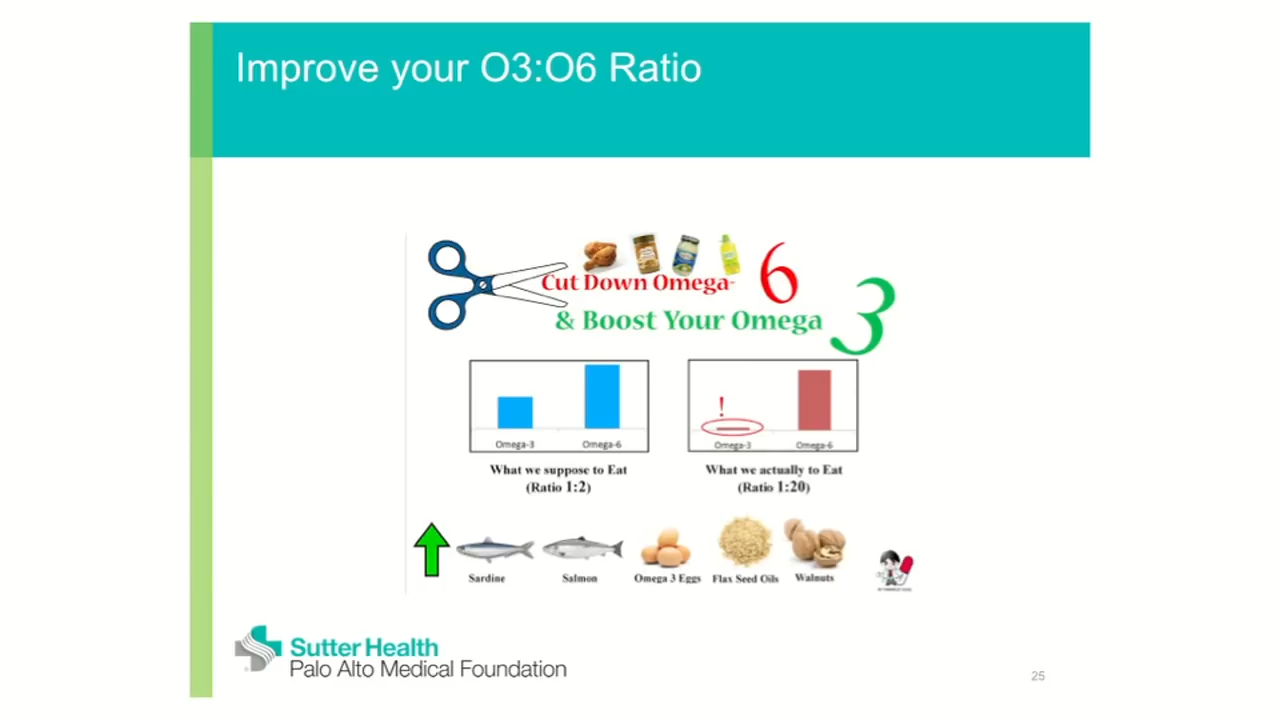 Improve your O3:O6 Ratio
Cut Down Omega- 6
& Boost Your Omega 3
!
Omega-3 Omega-6
Omega-3 Omega-6
What we suppose to Eat
(Ratio 1:2)
What we actually to Eat
(Ratio 1:20)
Sardine Salmon Omega 3 Eggs Flax Seed Oils Walnuts
Sutter Health
Palo Alto Medical Foundation
25